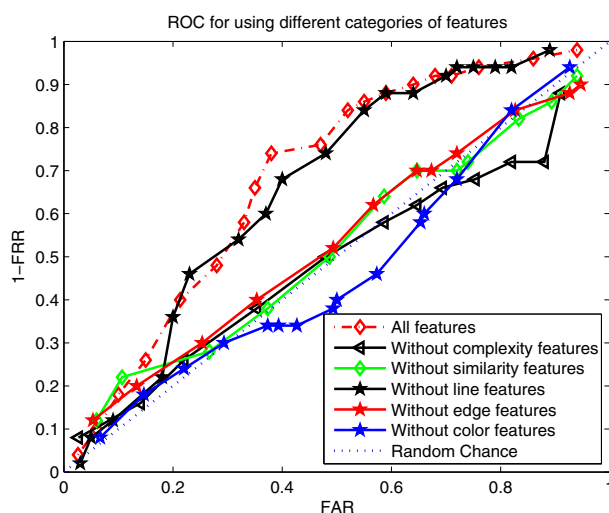 ROC for using different categories of features
1
0.9
0.8
0.7
0.6
0.5
0.4
0.3
0.2
0.1
0
1−FRR
All features
Without complexity features
Without similarity features
Without line features
Without edge features
Without color features
Random Chance
0 0.2 0.4 0.6 0.8 1
FAR